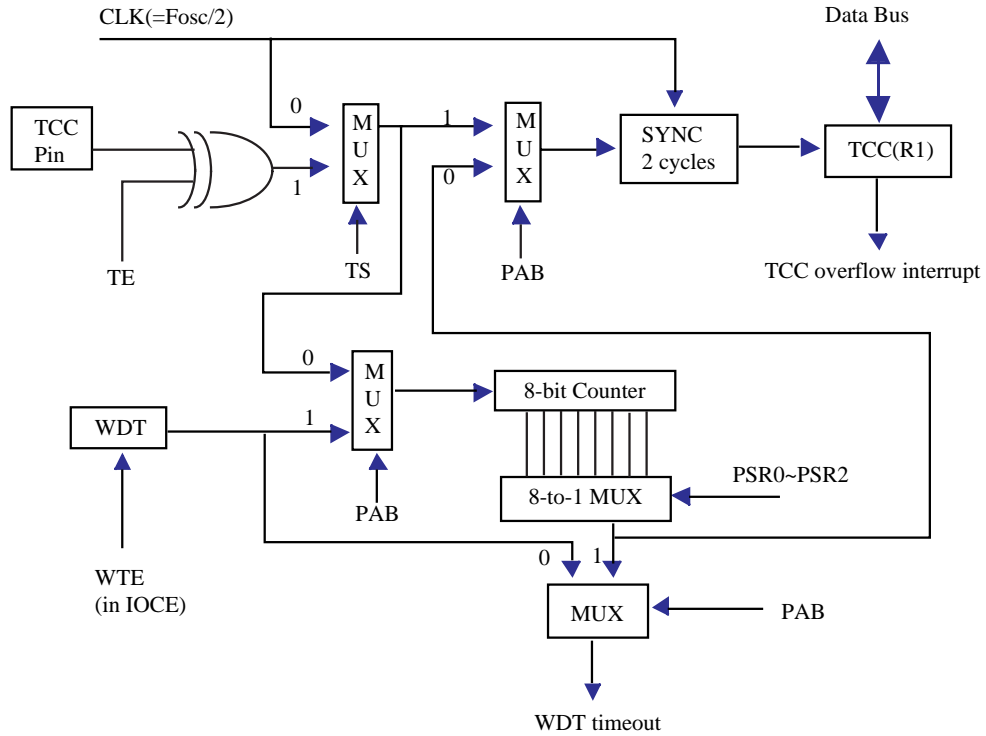 CLK(=Fosc/2)
Data Bus
TCC
Pin
0
1
M
U
X
1
0
M
U
X
SYNC
2 cycles
TCC(R1)
TE
TS
PAB
TCC overflow interrupt
0
1
M
U
X
8-bit Counter
WDT
PAB
8-to-1 MUX
PSR0~PSR2
0
1
WTE
(in IOCE)
MUX
PAB
WDT timeout